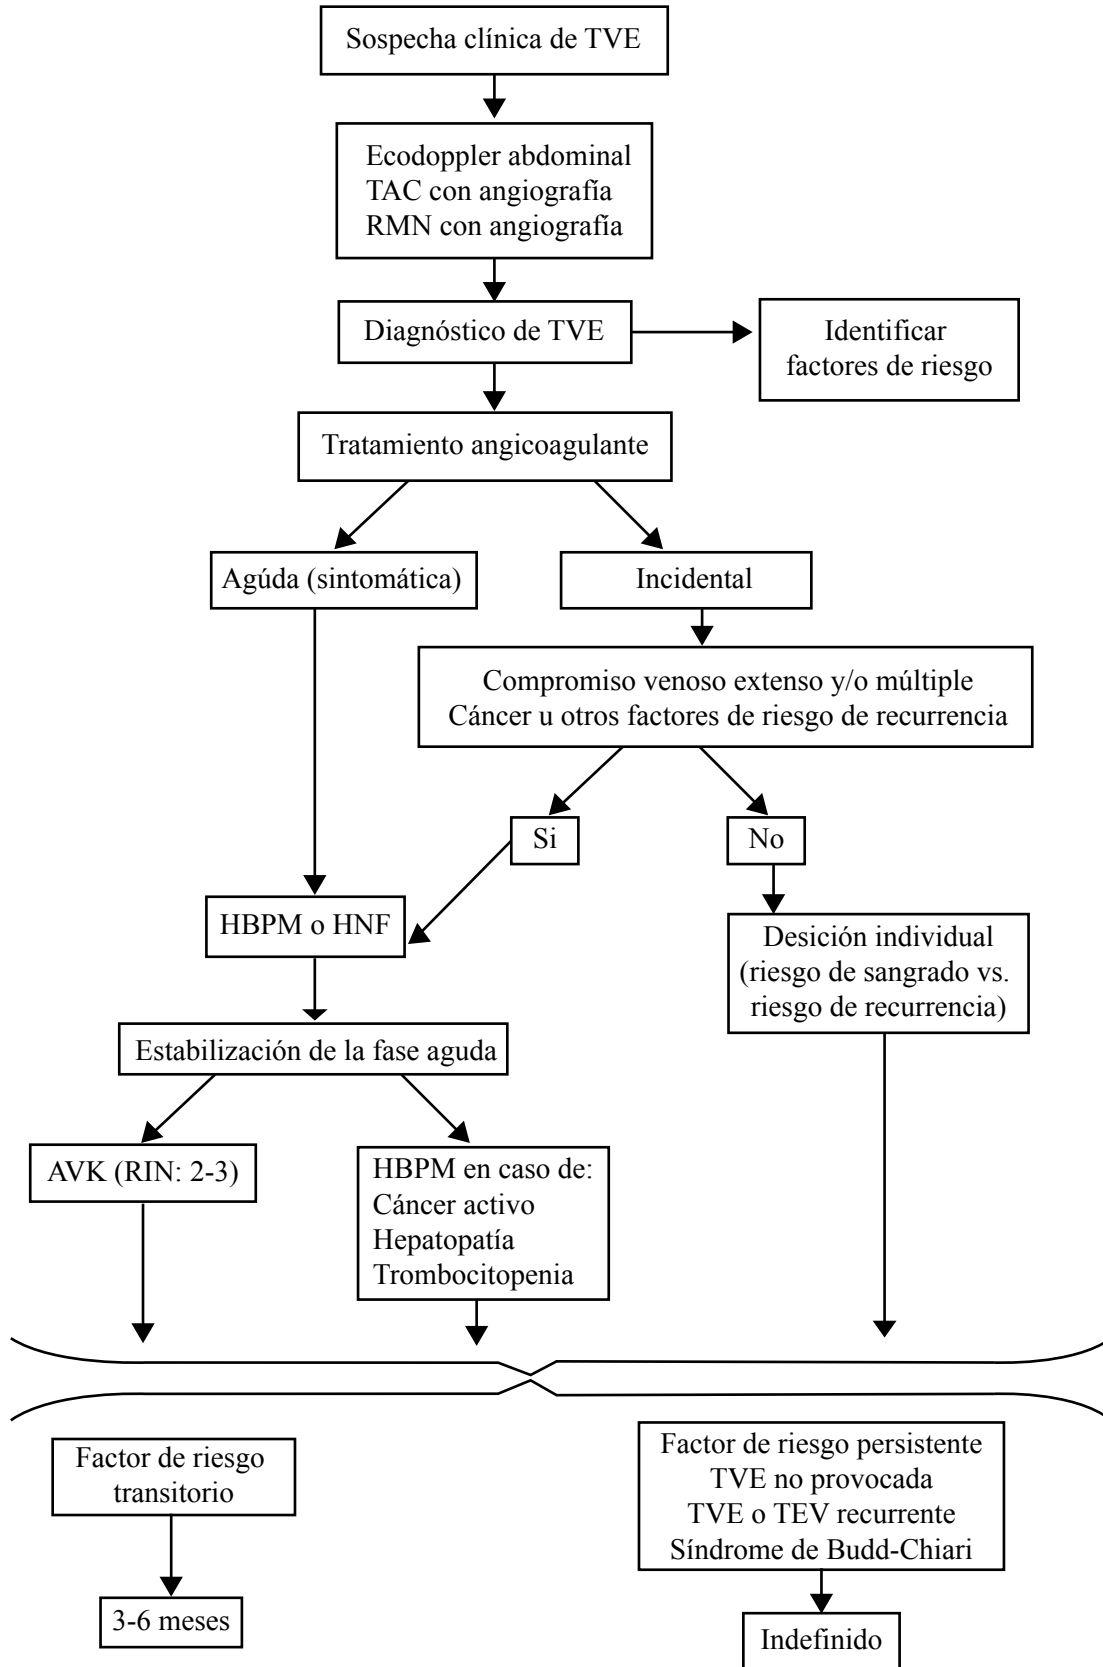 Sospecha clínica de TVE
Ecodoppler abdominal
TAC con angiografía
RMN con angiografía
Diagnóstico de TVE
Identificar
factores de riesgo
Tratamiento angicoagulante
Agúda (sintomática)
Incidental
Compromiso venoso extenso y/o múltiple
Cáncer u otros factores de riesgo de recurrencia
Si
No
HBPM o HNF
Desición individual
(riesgo de sangrado vs.
riesgo de recurrencia)
Estabilización de la fase aguda
AVK (RIN: 2-3)
HBPM en caso de:
Cáncer activo
Hepatopatía
Trombocitopenia
Factor de riesgo
transitorio
Factor de riesgo persistente
TVE no provocada
TVE o TEV recurrente
Síndrome de Budd-Chiari
3-6 meses
Indefinido